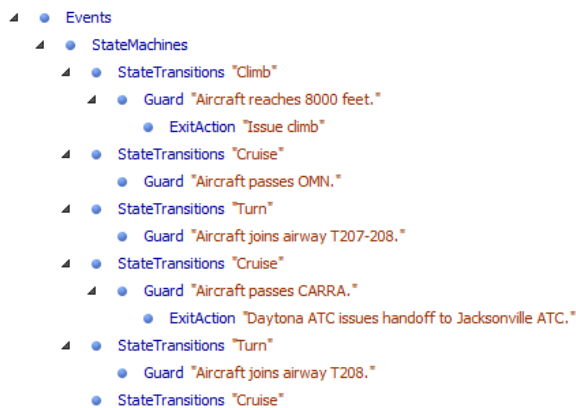 Events
StateMachines
StateTransitions "Climb"
Guard "Aircraft reaches 8000 feet."
ExitAction "Issue climb"
StateTransitions "Cruise"
Guard "Aircraft passes OMN."
StateTransitions "Turn"
Guard "Aircraft joins airway T207-208."
StateTransitions "Cruise"
Guard "Aircraft passes CARRA."
ExitAction "Daytona ATC issues handoff to Jacksonville ATC."
StateTransitions "Turn"
Guard "Aircraft joins airway T208."
StateTransitions "Cruise"